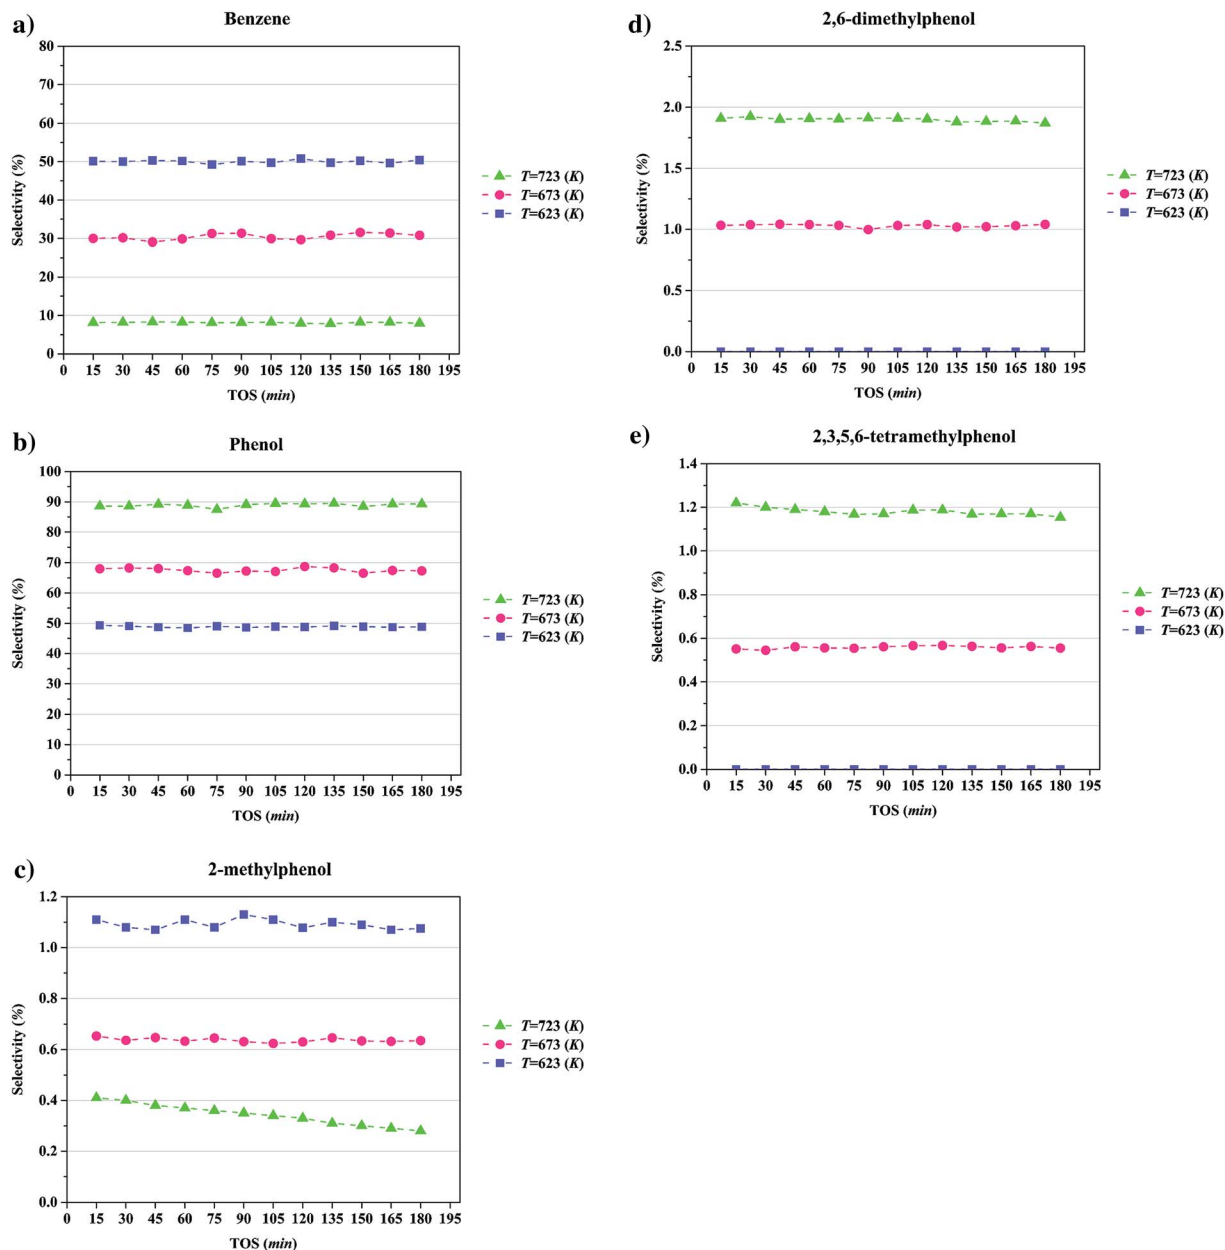 a)
Benzene
80
70
60
50
40
30
20
10
0
Selectivity (%)
0 15 30 45 60 75 90 105 120 135 150 165 180 195
TOS (min)
T=723 (K)
T=673 (K)
T=623 (K)
b)
Phenol
100
90
80
70
60
50
40
30
20
10
0
Selectivity (%)
0 15 30 45 60 75 90 105 120 135 150 165 180 195
TOS (min)
T=723 (K)
T=673 (K)
T=623 (K)
c)
2-methylphenol
1.2
1.0
0.8
0.6
0.4
0.2
0.0
Selectivity (%)
0 15 30 45 60 75 90 105 120 135 150 165 180 195
TOS (min)
T=723 (K)
T=673 (K)
T=623 (K)
d)
2,6-dimethylphenol
2.5
2.0
1.5
1.0
0.5
0.0
Selectivity (%)
0 15 30 45 60 75 90 105 120 135 150 165 180 195
TOS (min)
T=723 (K)
T=673 (K)
T=623 (K)
e)
2,3,5,6-tetramethylphenol
1.4
1.2
1.0
0.8
0.6
0.4
0.2
0.0
Selectivity (%)
0 15 30 45 60 75 90 105 120 135 150 165 180 195
TOS (min)
T=723 (K)
T=673 (K)
T=623 (K)